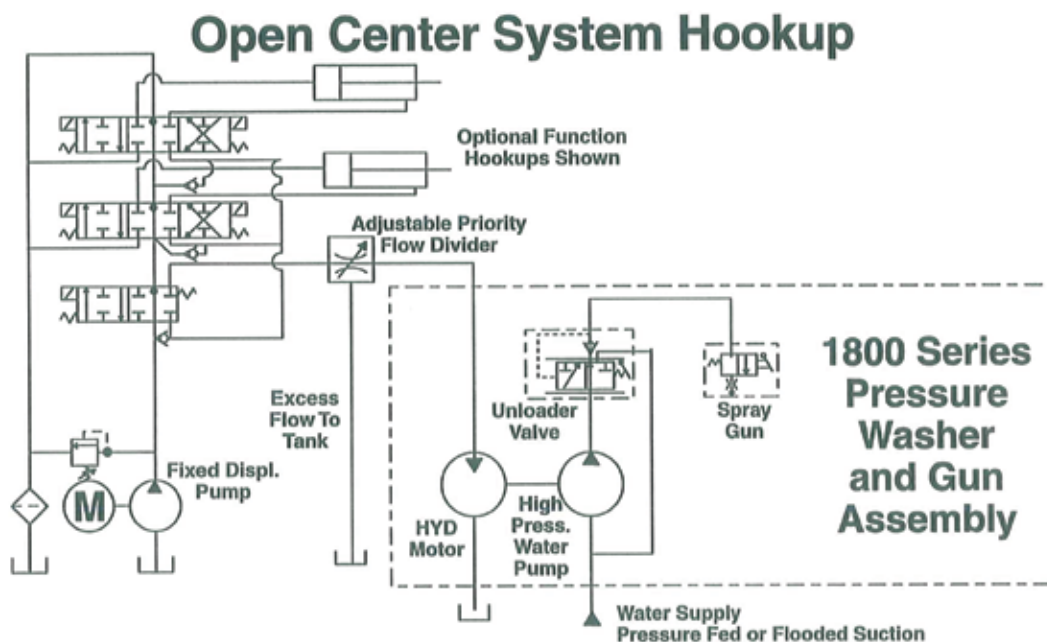 Open Center System Hookup
Optional Function
Hookups Shown
Adjustable Priority
Flow Divider
1800 Series
Pressure
Washer
and Gun
Assembly
Excess
Flow To
Tank
Unloader
Valve
Spray
Gun
Fixed Displ.
Pump
M
HYD
Motor
High
Press.
Water
Pump
Water Supply
Pressure Fed or Flooded Suction